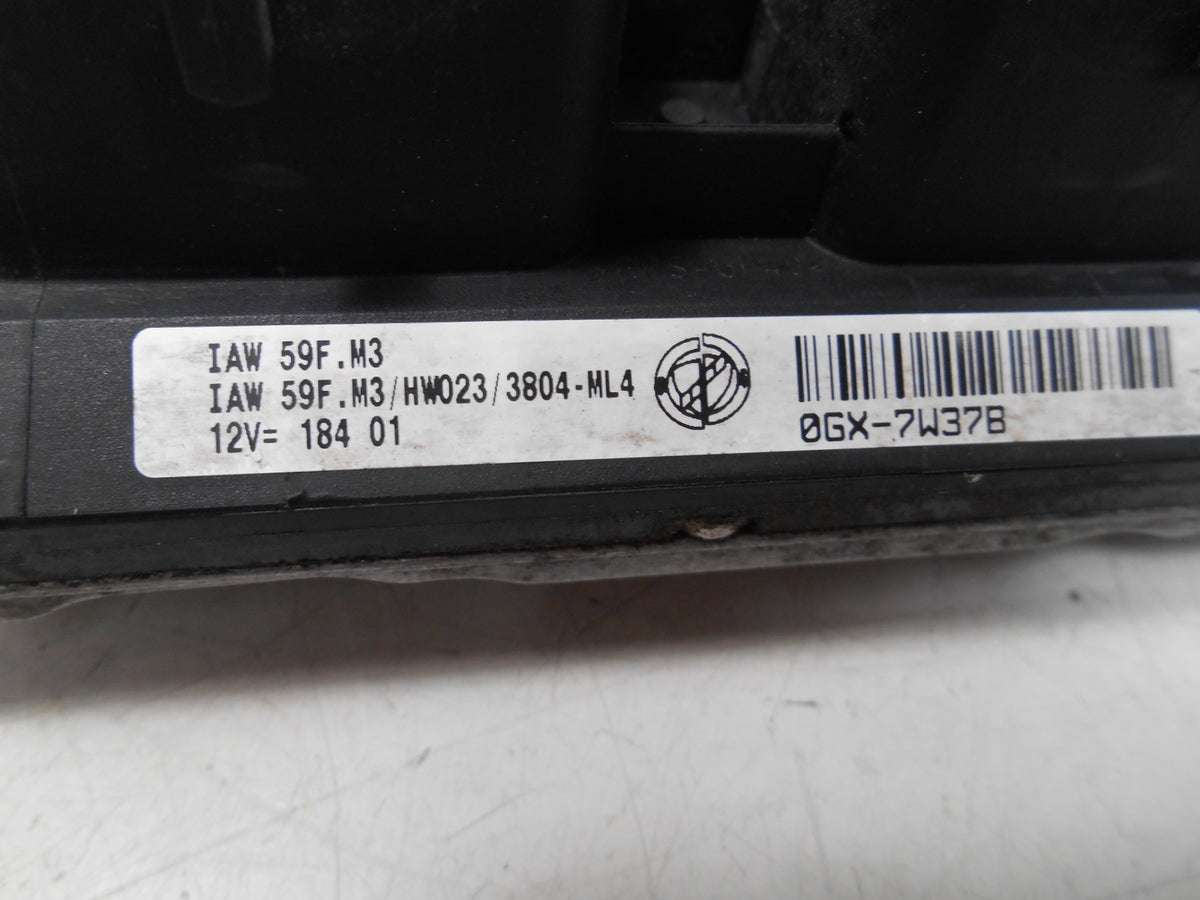 IAW 59F.M3
IAW 59F.M3/HW023/3804-ML4
12V= 184 01
0GX-7W37B